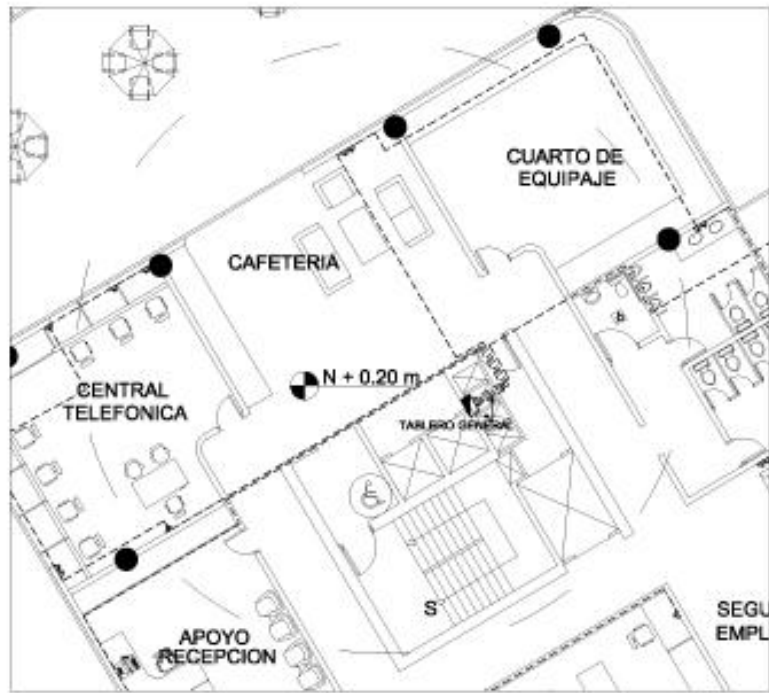 CUARTO DE
EQUIPAJE
CAFETERIA
N + 0.20 m
CENTRAL
TELEFONICA
TABLERO GENERAL
S
SEGU
EMPL
APOYO
RECEPCION